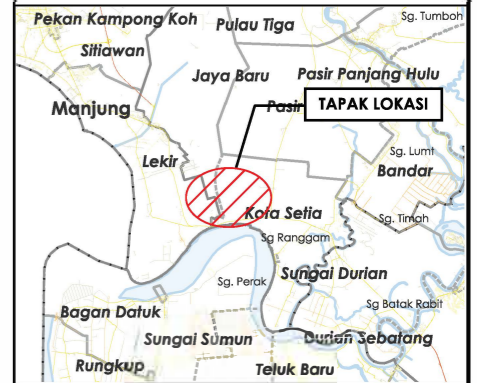 Pekan Kampong Koh
Sitiawan
Pulau Tiga
Sg. Tumboh
Jaya Baru
Pasir Panjang Hulu
Manjung
Pasir
TAPAK LOKASI
Lekir
Sg. Lumt
Bandar
Kota Setia
Sg. Timah
Sg Ranggam
Sg. Perak
Sungai Durian
Sg Batak Rabit
Bagan Datuk
Sungai Sumun
Durian Sebatang
Rungkup
Teluk Baru